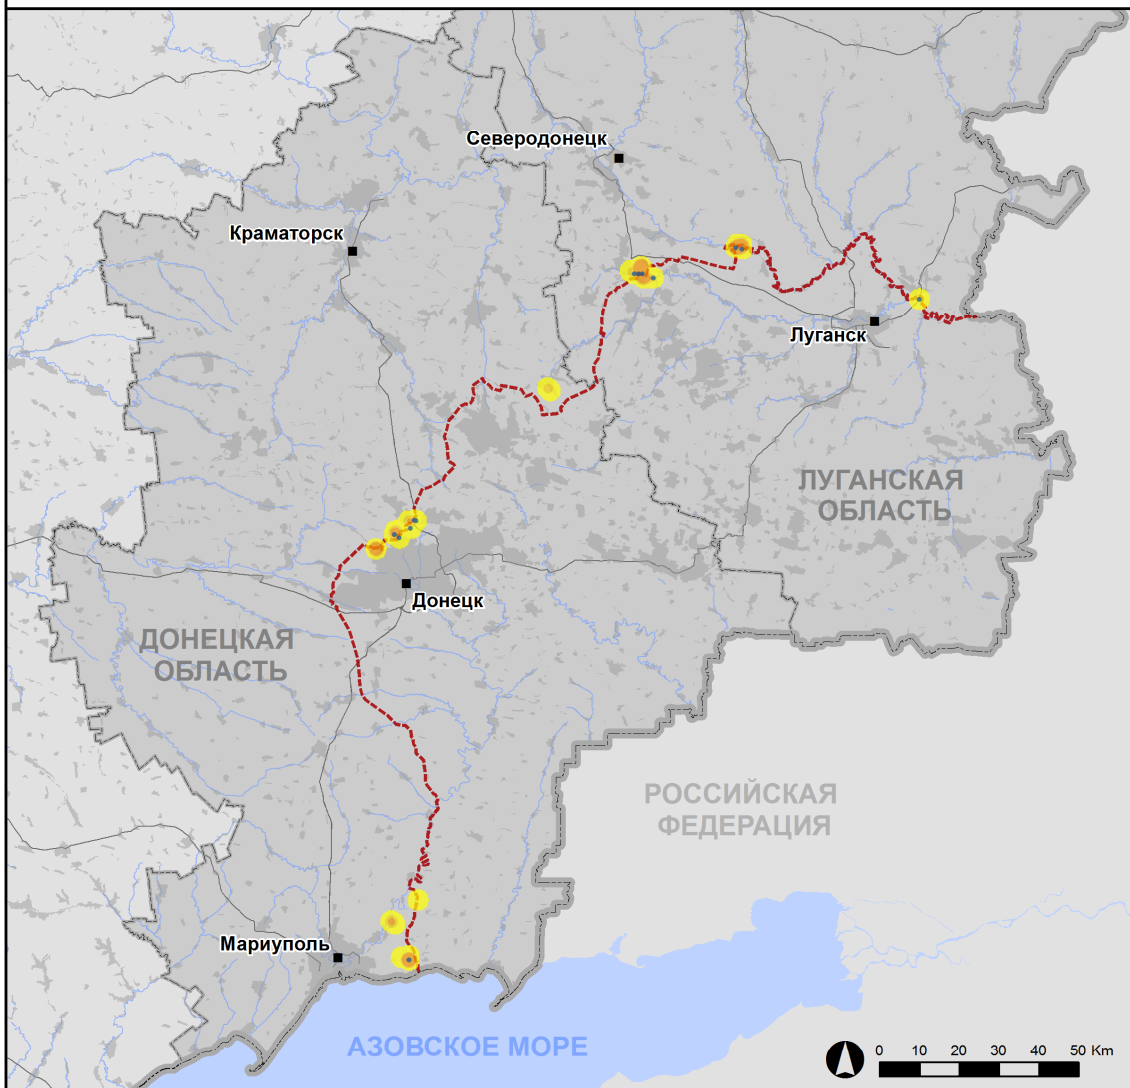 Северодонецк
Краматорск
Луганск
ЛУГАНСКАЯ
ОБЛАСТЬ
Донецк
ДОНЕЦКАЯ
ОБЛАСТЬ
РОССИЙСКАЯ
ФЕДЕРАЦИЯ
Мариуполь
АЗОВСКОЕ МОРЕ
0 10 20 30 40 50 Km